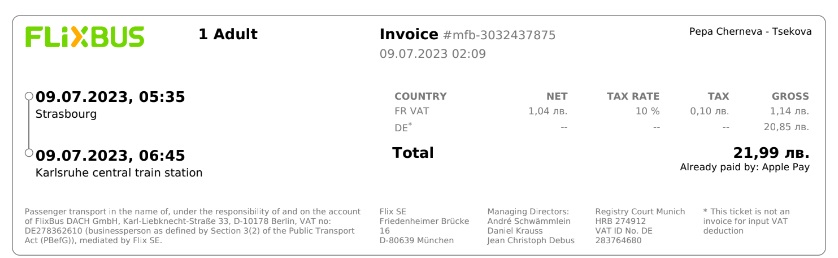 FLiXBUS
1 Adult
Invoice #mfb-3032437875
09.07.2023 02:09
Pepa Cherneva - Tsekova
09.07.2023, 05:35
Strasbourg
09.07.2023, 06:45
Karlsruhe central train station
COUNTRY NET TAX RATE TAX GROSS
FR VAT 1,04 лв. 10 % 0,10 лв. 1,14 лв.
DE* -- -- -- 20,85 лв.
Total 21,99 лв.
Already paid by: Apple Pay
Passenger transport in the name of, under the responsibility of and on the account
of FlixBus DACH GmbH, Karl-Liebknecht-Straße 33, D-10178 Berlin, VAT no:
DE278362610 (businessperson as defined by Section 3(2) of the Public Transport
Act (PBefG)), mediated by Flix SE.
Flix SE
Friedenheimer Brücke
16
D-80639 München
Managing Directors:
André Schwämmlein
Daniel Krauss
Jean Christoph Debus
Registry Court Munich
HRB 274912
VAT ID No. DE
283764680
* This ticket is not an
invoice for input VAT
deduction